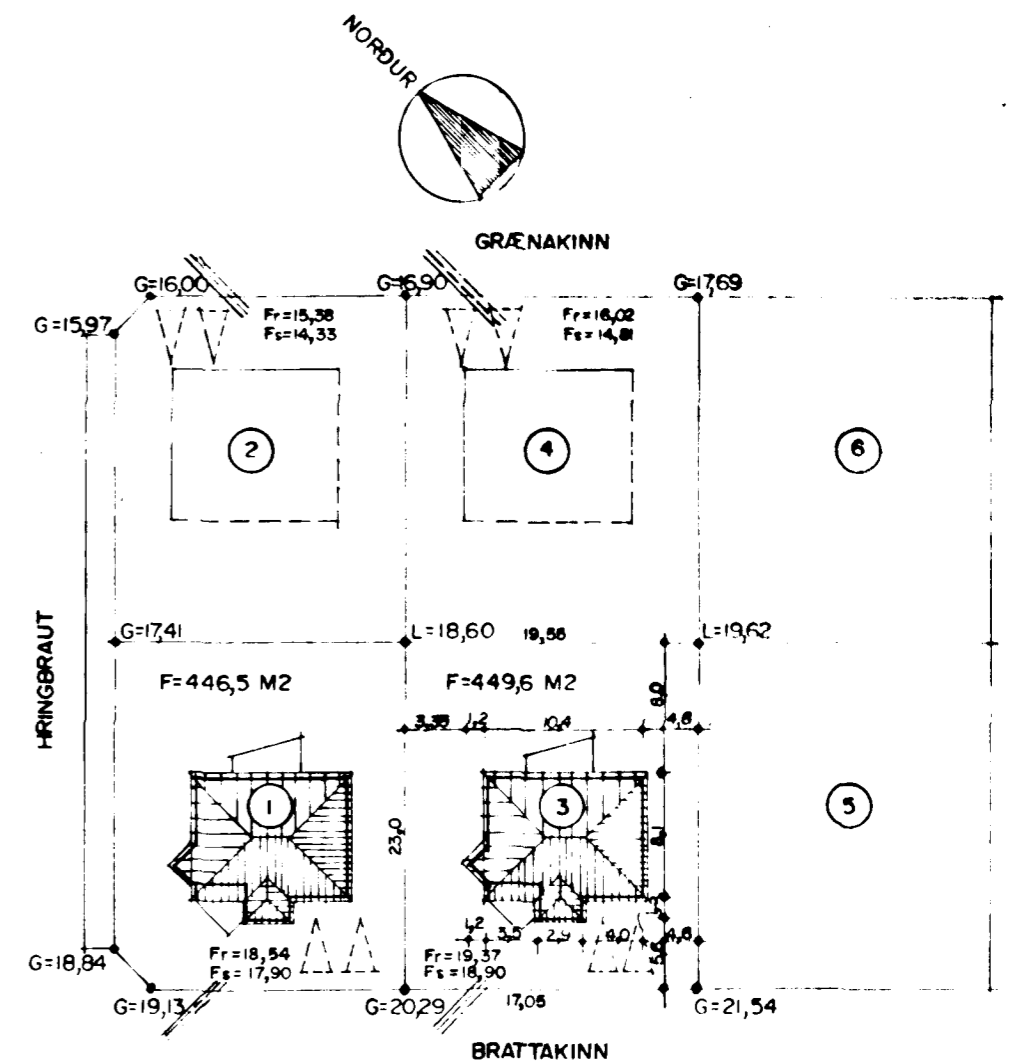 NORÐUR
GRÆNAKINN
G=16,00
G=16,90
G=17,69
G=15,97
Fr=15,38
Fs=14,33
Fr=16,02
Fs=14,81
2
4
6
HRINGBRAUT
G=17,41
L=18,60
L=19,62
F=446,5 M2
F=449,6 M2
8,0
1,2
10,4
4,6
1
3
5
23,0
8,1
1,2
3,5
2,9
4,0
5,6
4,6
Fr=18,54
Fs=17,90
Fr=19,37
Fs=18,90
G=18,84
G=19,13
G=20,29
17,05
G=21,54
BRATTAKINN